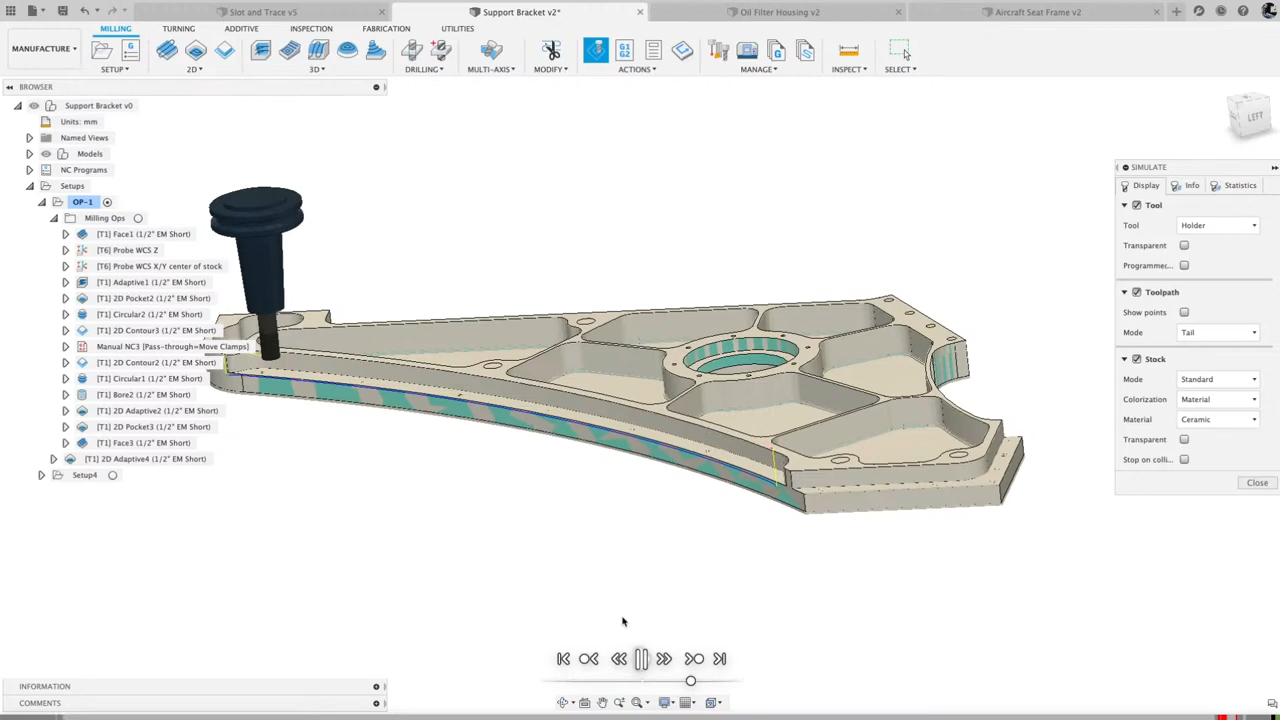 Slot and Trace v5
Support Bracket v2*
Oil Filter Housing v2
Aircraft Seat Frame v2
MANUFACTURE
MILLING
TURNING
ADDITIVE
INSPECTION
FABRICATION
UTILITIES
G1
G2
G
SETUP
2D
3D
DRILLING
MULTI-AXIS
MODIFY
ACTIONS
MANAGE
INSPECT
SELECT
BROWSER
Support Bracket v0
Units: mm
Named Views
Models
NC Programs
Setups
OP-1
Milling Ops
[T1] Face1 (1/2" EM Short)
[T6] Probe WCS Z
[T6] Probe WCS X/Y center of stock
[T1] Adaptive1 (1/2" EM Short)
[T1] 2D Pocket2 (1/2" EM Short)
[T1] Circular2 (1/2" EM Short)
[T1] 2D Contour3 (1/2" EM Short)
Manual NC3 [Pass-through=Move Clamps]
[T1] 2D Contour2 (1/2" EM Short)
[T1] Circular1 (1/2" EM Short)
[T1] Bore2 (1/2" EM Short)
[T1] 2D Adaptive2 (1/2" EM Short)
[T1] 2D Pocket3 (1/2" EM Short)
[T1] Face3 (1/2" EM Short)
[T1] 2D Adaptive4 (1/2" EM Short)
Setup4
LEFT
SIMULATE
Display
Info
Statistics
Tool
Tool
Holder
Transparent
Programmer...
Toolpath
Show points
Mode
Tail
Stock
Mode
Standard
Colorization
Material
Material
Ceramic
Transparent
Stop on colli...
Close
INFORMATION
COMMENTS